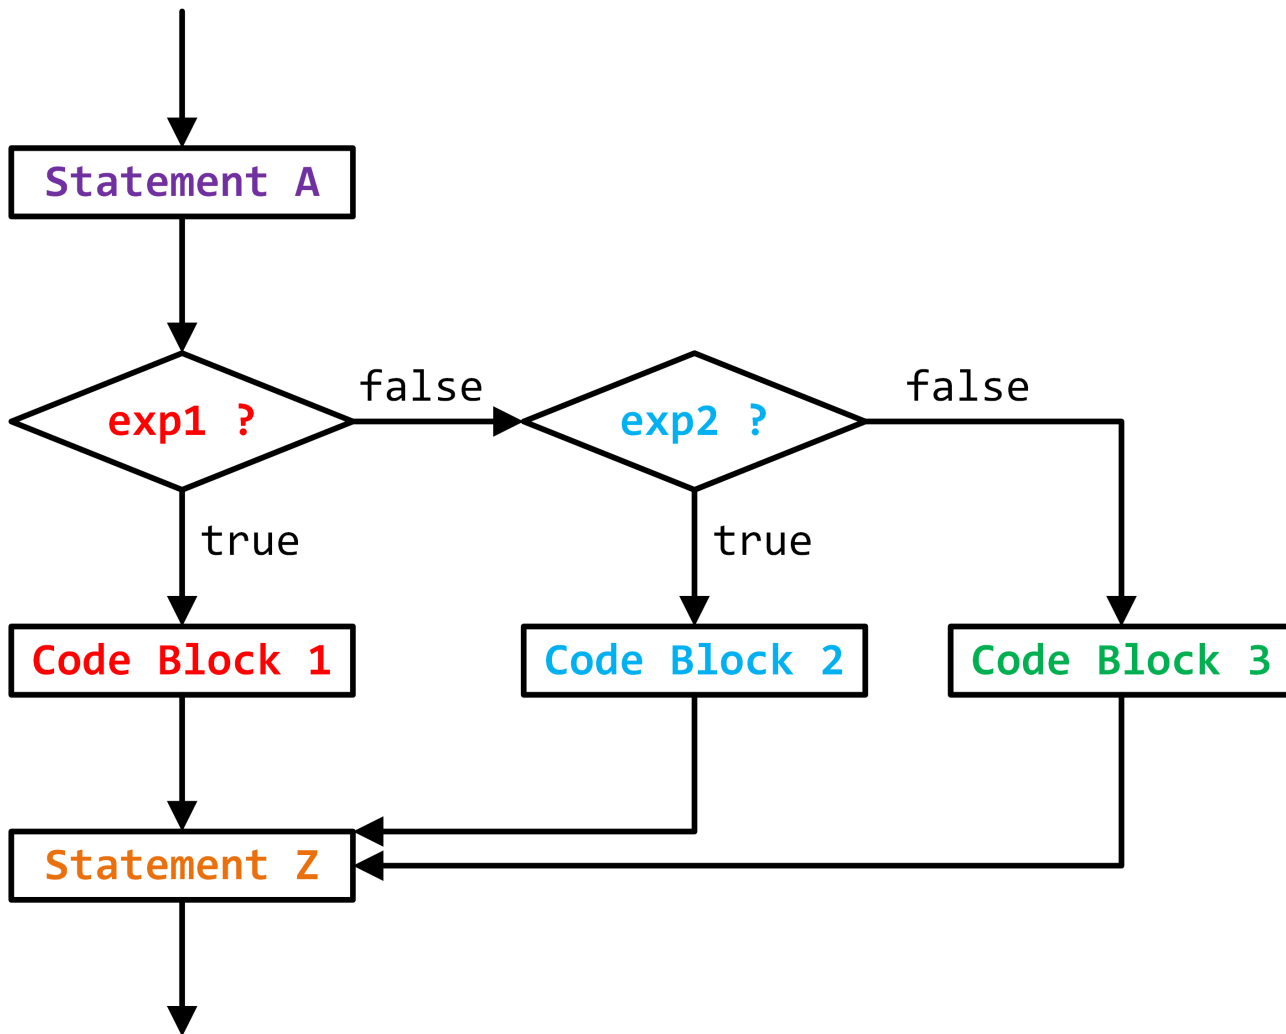 Statement A
exp1 ?
false
exp2 ?
false
true
true
Code Block 1
Code Block 2
Code Block 3
Statement Z